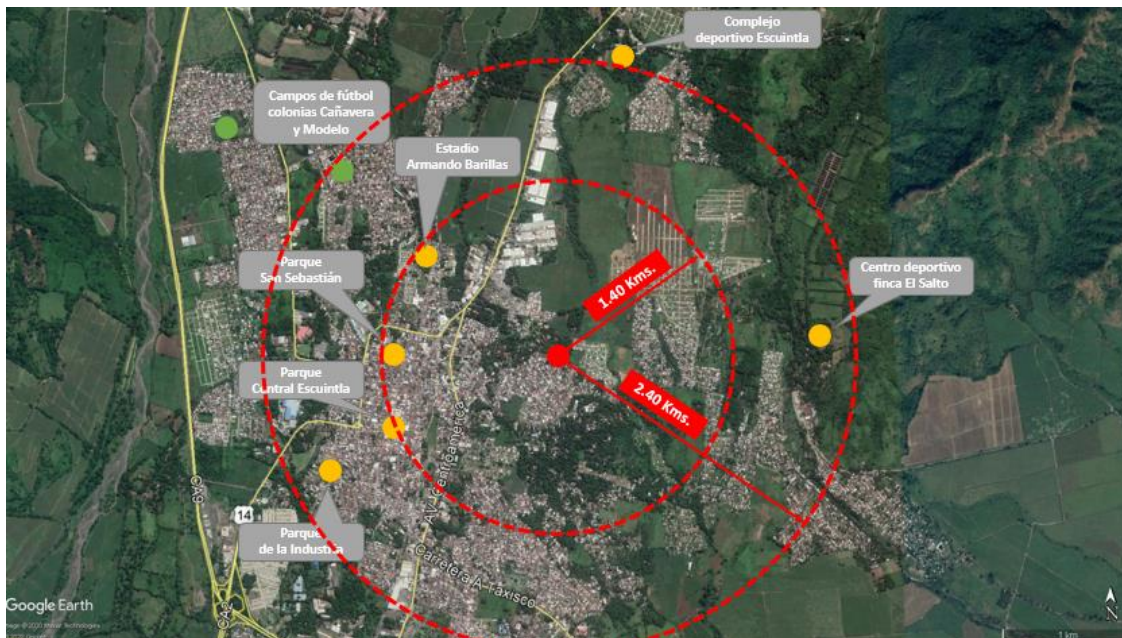 Complejo
deportivo Escuintla
Campos de fútbol
colonias Cañavera
y Modelo
Estadio
Armando Barillas
Parque
San Sebastián
1.40 Kms.
Centro deportivo
finca El Salto
Parque
Central Escuintla
2.40 Kms.
Av. Centroamérica
CA9
14
Parque
de la Industria
Carretera A Taxisco
CA2
Google Earth
N
1 km